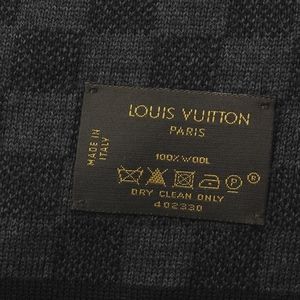 LOUIS VUITTON
PARIS
100% WOOL
MADE IN
ITALY
DRY CLEAN ONLY
402330